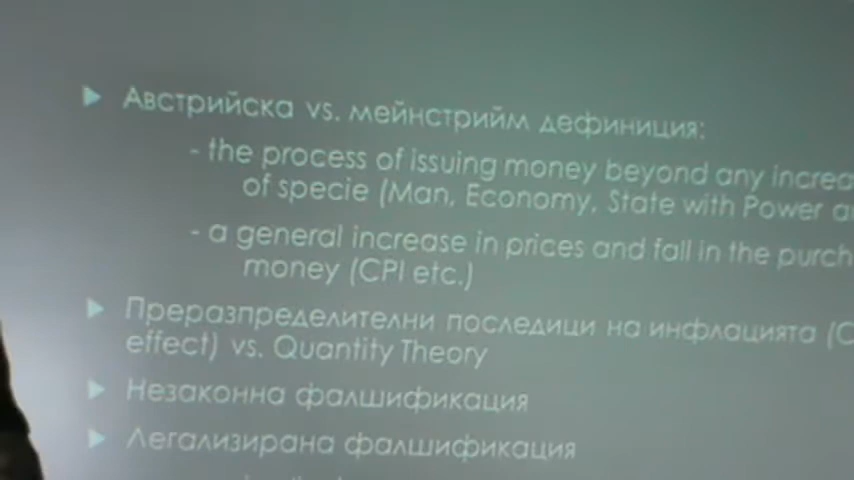 Австрийска vs. мейнстрийм дефиниция:
- the process of issuing money beyond any
of specie (Man, Economy, State with Power
- a general increase in prices and fall in the
money (CPI etc.)
Преразпределителни последици на инфлацията
effect) vs. Quantity Theory
Незаконна фалшификация
Легализирана фалшификация